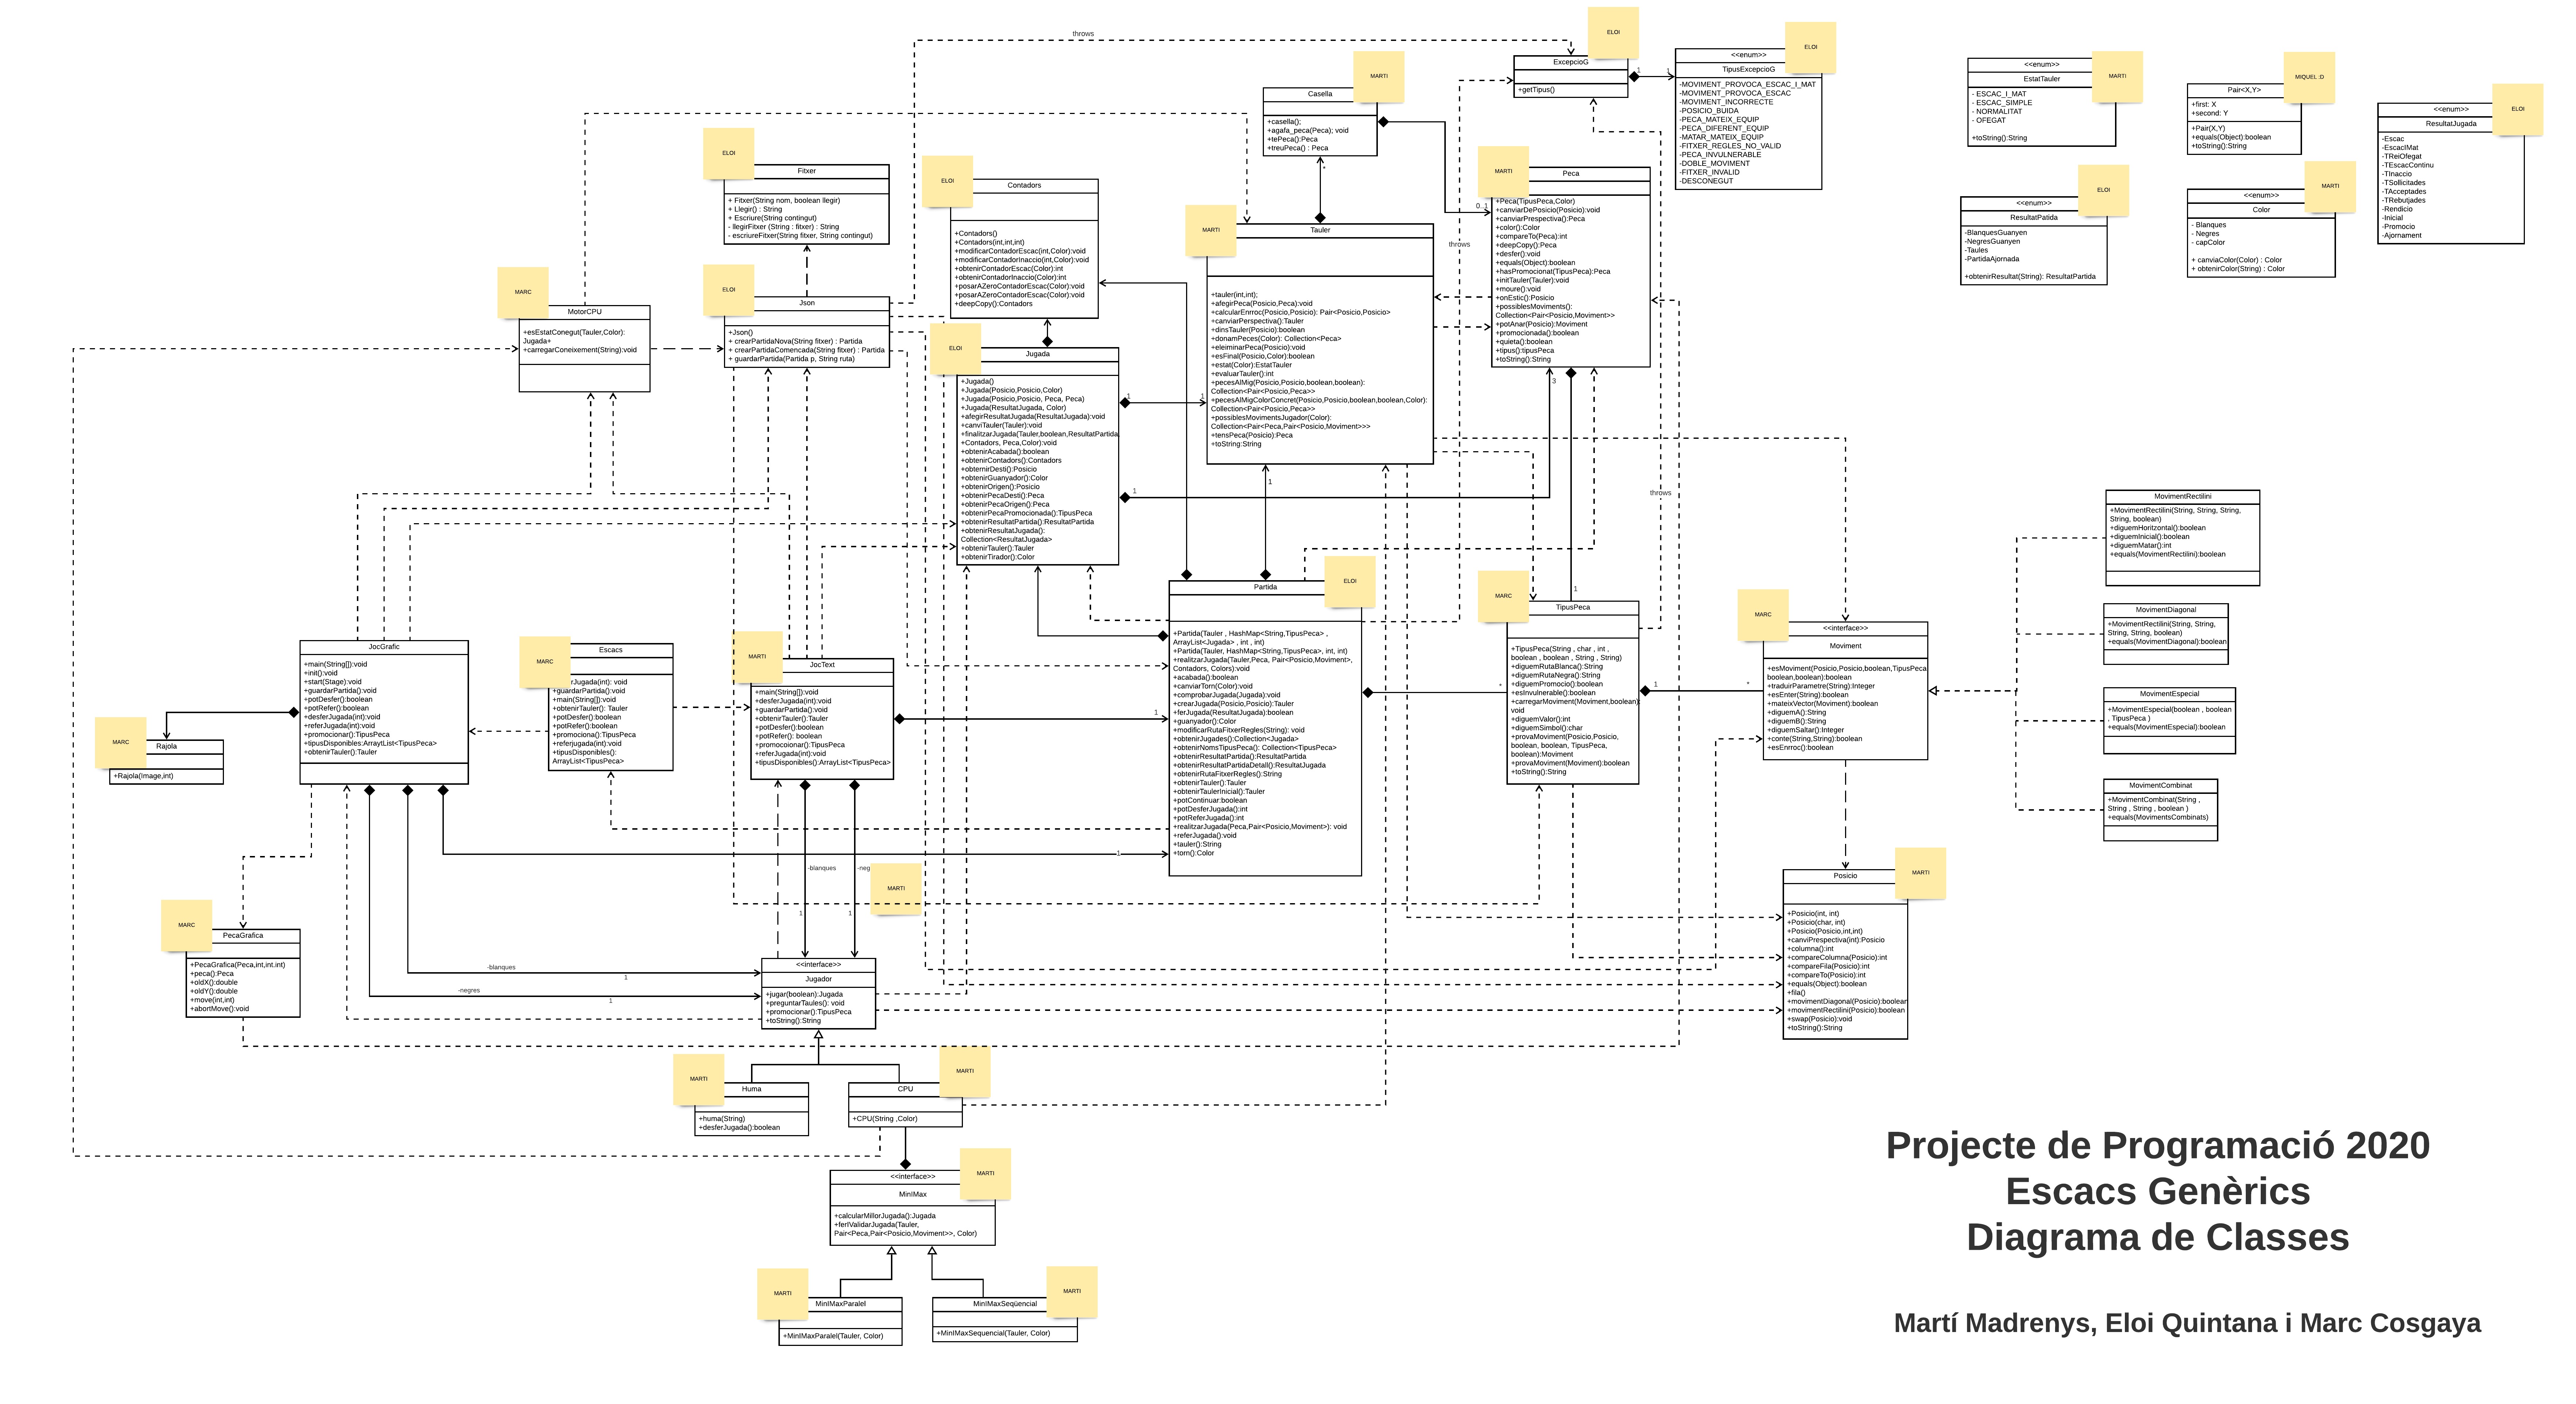 throws
ELOI
ExcepcioG
+getTipus()
1
1
ELOI
<<enum>>
TipusExcepcioG
-MOVIMENT_PROVOCA_ESCAC_I_MAT
-MOVIMENT_PROVOCA_ESCAC
-MOVIMENT_INCORRECTE
-POSICIO_BUIDA
-PECA_MATEIX_EQUIP
-PECA_DIFERENT_EQUIP
-MATAR_MATEIX_EQUIP
-FITXER_REGLES_NO_VALID
-PECA_INVULNERABLE
-DOBLE_MOVIMENT
-FITXER_INVALID
-DESCONEGUT
MARTI
<<enum>>
EstatTauler
- ESCAC_I_MAT
- ESCAC_SIMPLE
- NORMALITAT
- OFEGAT
+toString():String
MIQUEL :D
Pair<X,Y>
+first: X
+second: Y
+Pair(X,Y)
+equals(Object):boolean
+toString():String
ELOI
<<enum>>
ResultatJugada
-Escac
-EscacIMat
-TReiOfegat
-TEscacContinu
-TInaccio
-TSollicitades
-TAcceptades
-TRebutjades
-Rendicio
-Inicial
-Promocio
-Ajornament
ELOI
<<enum>>
ResultatPatida
-BlanquesGuanyen
-NegresGuanyen
-Taules
-PartidaAjornada
+obtenirResultat(String): ResultatPartida
MARTI
<<enum>>
Color
- Blanques
- Negres
- capColor
+ canviaColor(Color) : Color
+ obtenirColor(String) : Color
MARTI
Casella
+casella();
+agafa_peca(Peca); void
+tePeca():Peca
+treuPeca() : Peca
*
0..1
ELOI
Fitxer
+ Fitxer(String nom, boolean llegir)
+ Llegir() : String
+ Escriure(String contingut)
- llegirFitxer (String : fitxer) : String
- escriureFitxer(String fitxer, String contingut)
ELOI
Contadors
+Contadors()
+Contadors(int,int,int)
+modificarContadorEscac(int,Color):void
+modificarContadorInaccio(int,Color):void
+obtenirContadorEscac(Color):int
+obtenirContadorInaccio(Color):int
+posarAZeroContadorEscac(Color):void
+posarAZeroContadorEscac(Color):void
+deepCopy():Contadors
MARTI
Peca
+Peca(TipusPeca,Color)
+canviarDePosicio(Posicio):void
+canviarPerspectiva():Peca
+color():Color
+compareTo(Peca):int
+deepCopy():Peca
+desfer():void
+equals(Object):boolean
+hasPromocionat(TipusPeca):Peca
+initTauler(Tauler):void
+moure():void
+onEstic():Posicio
+possiblesMoviments():
Collection<Pair<Posicio,Moviment>>
+potAnar(Posicio):Moviment
+promocionada():boolean
+quieta():boolean
+tipus():tipusPeca
+toString():String
3
throws
MARTI
Tauler
+tauler(int,int);
+afegirPeca(Posicio,Peca):void
+calcularEnrroc(Posicio,Posicio): Pair<Posicio,Posicio>
+canviarPerspectiva():Tauler
+dinsTauler(Posicio):boolean
+donamPeces(Color): Collection<Peca>
+eleiminarPeca(Posicio):void
+esFinal(Posicio,Color):boolean
+estat(Color):EstatTauler
+evaluarTauler():int
+pecesAlMig(Posicio,Posicio,boolean,boolean):
Collection<Pair<Posicio,Peca>>
+pecesAlMigColorConcret(Posicio,Posicio,boolean,boolean,Color):
Collection<Pair<Posicio,Peca>>
+possiblesMovimentsJugador(Color):
Collection<Pair<Peca,Pair<Posicio,Moviment>>>
+tensPeca(Posicio):Peca
+toString:String
1
MARC
MotorCPU
+esEstatConegut(Tauler,Color):
Jugada+
+carregarConeixement(String):void
ELOI
Json
+Json()
+ crearPartidaNova(String fitxer) : Partida
+ crearPartidaComencada(String fitxer) : Partida
+ guardarPartida(Partida p, String ruta)
ELOI
Jugada
+Jugada()
+Jugada(Posicio,Posicio,Color)
+Jugada(Posicio,Posicio, Peca, Peca)
+Jugada(ResultatJugada, Color)
+afegirResultatJugada(ResultatJugada):void
+canviTauler(Tauler):void
+finalitzarJugada(Tauler,boolean,ResultatPartida,
+Contadors, Peca,Color):void
+obtenirAcabada():boolean
+obtenirContadors():Contadors
+obternirDesti():Posicio
+obtenirGuanyador():Color
+obtenirOrigen():Posicio
+obtenirPecaDesti():Peca
+obtenirPecaOrigen():Peca
+obtenirPecaPromocionada():TipusPeca
+obtenirResultatPartida():ResultatPartida
+obtenirResultatJugada():
Collection<ResultatJugada>
+obtenirTauler():Tauler
+obtenirTirador():Color
1
1
1
throws
MovimentRectilini
+MovimentRectilini(String, String, String,
String, boolean)
+diguemHoritzontal():boolean
+diguemInicial():boolean
+diguemMatar():int
+equals(MovimentRectilini):boolean
MovimentDiagonal
+MovimentRectilini(String, String,
String, String, boolean)
+equals(MovimentDiagonal):boolean
MovimentEspecial
+MovimentEspecial(boolean , boolean
, TipusPeca )
+equals(MovimentEspecial):boolean
MovimentCombinat
+MovimentCombinat(String ,
String , String , boolean )
+equals(MovimentsCombinats)
ELOI
Partida
+Partida(Tauler , HashMap<String,TipusPeca> ,
ArrayList<Jugada> , int , int)
+Partida(Tauler, HashMap<String,TipusPeca>, int, int)
+realitzarJugada(Tauler,Peca, Pair<Posicio,Moviment>,
Contadors, Colors):void
+acabada():boolean
+canviarTorn(Color):void
+comprobarJugada(Jugada):void
+crearJugada(Posicio,Posicio):Tauler
+ferJugada(ResultatJugada):boolean
+guanyador():Color
+modificarRutaFitxerRegles(String): void
+obtenirJugades():Collection<Jugada>
+obtenirNomsTipusPeca(): Collection<TipusPeca>
+obtenirResultatPartida():ResultatPartida
+obtenirResultatPartidaDetall():ResultatJugada
+obtenirRutaFitxerRegles():String
+obtenirTauler():Tauler
+obtenirTaulerInicial():Tauler
+potContinuar:boolean
+potDesferJugada():int
+potReferJugada():int
+realitzarJugada(Peca,Pair<Posicio,Moviment>): void
+referJugada():void
+tauler():String
+torn():Color
*
MARC
1
TipusPeca
+TipusPeca(String , char , int ,
boolean , boolean , String , String)
+diguemRutaBlanca():String
+diguemRutaNegra():String
+diguemPromocio():boolean
+esInvulnerable():boolean
+carregarMoviment(Moviment,boolean):
void
+diguemValor():int
+diguemSimbol():char
+provaMoviment(Posicio,Posicio,
boolean, boolean, TipusPeca,
boolean):Moviment
+provaMoviment(Moviment):boolean
+toString():String
1
*
MARC
<<interface>>
Moviment
+esMoviment(Posicio,Posicio,boolean,TipusPeca
boolean,boolean):boolean
+traduirParametre(String):Integer
+esEnter(String):boolean
+mateixVector(Moviment):boolean
+diguemA():String
+diguemB():String
+diguemSaltar():Integer
+conte(String,String):boolean
+esEnrroc():boolean
JocGrafic
+main(String[]):void
+init():void
+start(Stage):void
+guardarPartida():void
+potDesfer():boolean
+potRefer():boolean
+desferJugada(int):void
+referJugada(int):void
+promocionar():TipusPeca
+tipusDisponibles:ArraytList<TipusPeca>
+obtenirTauler():Tauler
MARC
Escacs
rJugada(int): void
+guardarPartida():void
+main(String[]):void
+obtenirTauler(): Tauler
+potDesfer():boolean
+potRefer():boolean
+promociona():TipusPeca
+referjugada(int):void
+tipusDisponibles():
ArrayList<TipusPeca>
MARTI
JocText
+main(String[]):void
+desferJugada(int):void
+guardarPartida():void
+obtenirTauler():Tauler
+potDesfer():boolean
+potRefer(): boolean
+promocoionar():TipusPeca
+referJugada(int):void
+tipusDisponibles():ArrayList<TipusPeca>
1
MARC
Rajola
+Rajola(Image,int)
1
-blanques
-neg
MARTI
1
1
MARTI
Posicio
+Posicio(int, int)
+Posicio(char, int)
+Posicio(Posicio,int,int)
+canviPrespectiva(int):Posicio
+columna():int
+compareColumna(Posicio):int
+compareFila(Posicio):int
+compareTo(Posicio):int
+equals(Object):boolean
+fila()
+movimentDiagonal(Posicio):boolean
+movimentRectilini(Posicio):boolean
+swap(Posicio):void
+toString():String
MARC
PecaGrafica
+PecaGrafica(Peca,int,int.int)
+peca():Peca
+oldX():double
+oldY():double
+move(int,int)
+abortMove():void
-blanques
1
-negres
1
<<interface>>
Jugador
+jugar(boolean):Jugada
+preguntarTaules(): void
+promocionar():TipusPeca
+toString():String
MARTI
Huma
+huma(String)
+desferJugada():boolean
MARTI
CPU
+CPU(String ,Color)
MARTI
<<interface>>
MinIMax
+calcularMillorJugada():Jugada
+ferIValidarJugada(Tauler,
Pair<Peca,Pair<Posicio,Moviment>>, Color)
MARTI
MinIMaxParalel
+MinIMaxParalel(Tauler, Color)
MARTI
MinIMaxSeqüencial
+MinIMaxSequencial(Tauler, Color)
Projecte de Programació 2020
Escacs Genèrics
Diagrama de Classes
Martí Madrenys, Eloi Quintana i Marc Cosgaya